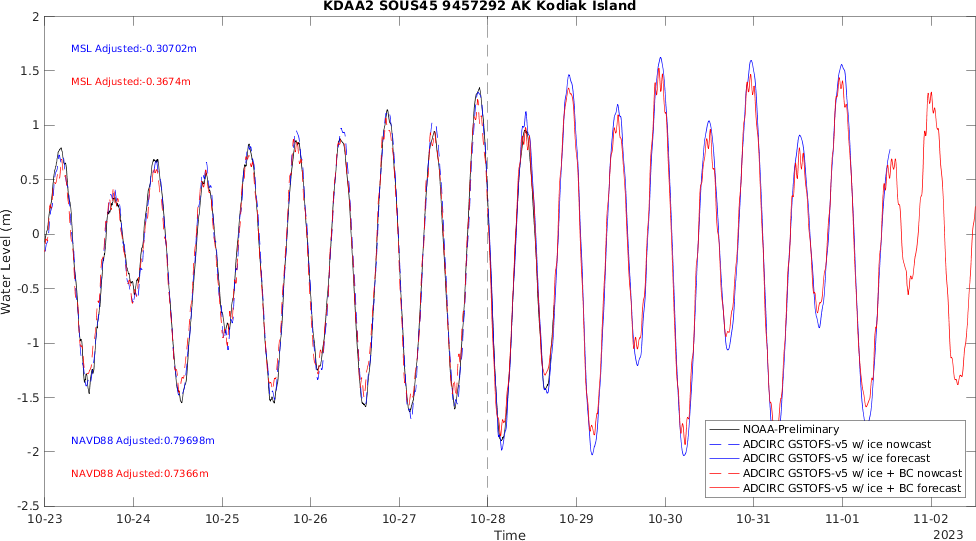 KDAA2 SOUS45 9457292 AK Kodiak Island
2
1.5
1
0.5
0
-0.5
-1
-1.5
-2
-2.5
Water Level (m)
MSL Adjusted:-0.30702m
MSL Adjusted:-0.3674m
NAVD88 Adjusted:0.79698m
NAVD88 Adjusted:0.7366m
NOAA-Preliminary
ADCIRC GSTOFS-v5 w/ ice nowcast
ADCIRC GSTOFS-v5 w/ ice forecast
ADCIRC GSTOFS-v5 w/ ice + BC nowcast
ADCIRC GSTOFS-v5 w/ ice + BC forecast
10-23 10-24 10-25 10-26 10-27 10-28 10-29 10-30 10-31 11-01 11-02
Time
2023